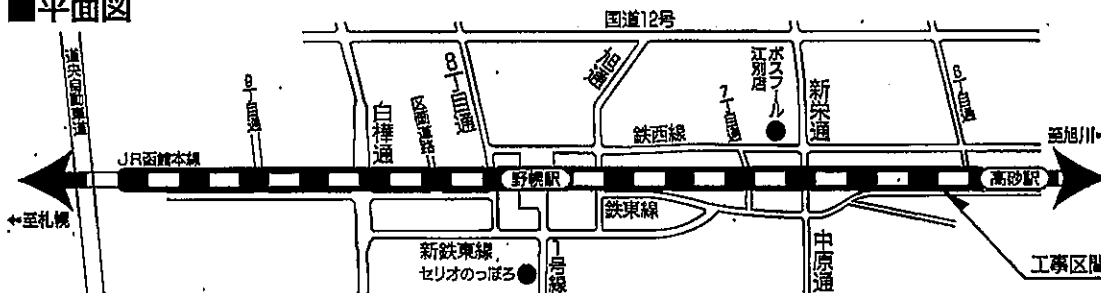 ■平面図
国道12号
道央自動車道
9丁目通
白樺通
区画道路
8丁目通
ポスフール
江別店
7丁目通
新栄通
6丁目通
鉄西線
至旭川
JR函館本線
野幌駅
高砂駅
至札幌
鉄東線
新鉄東線
セリオのっぽろ
1号線
中原通
工事区間